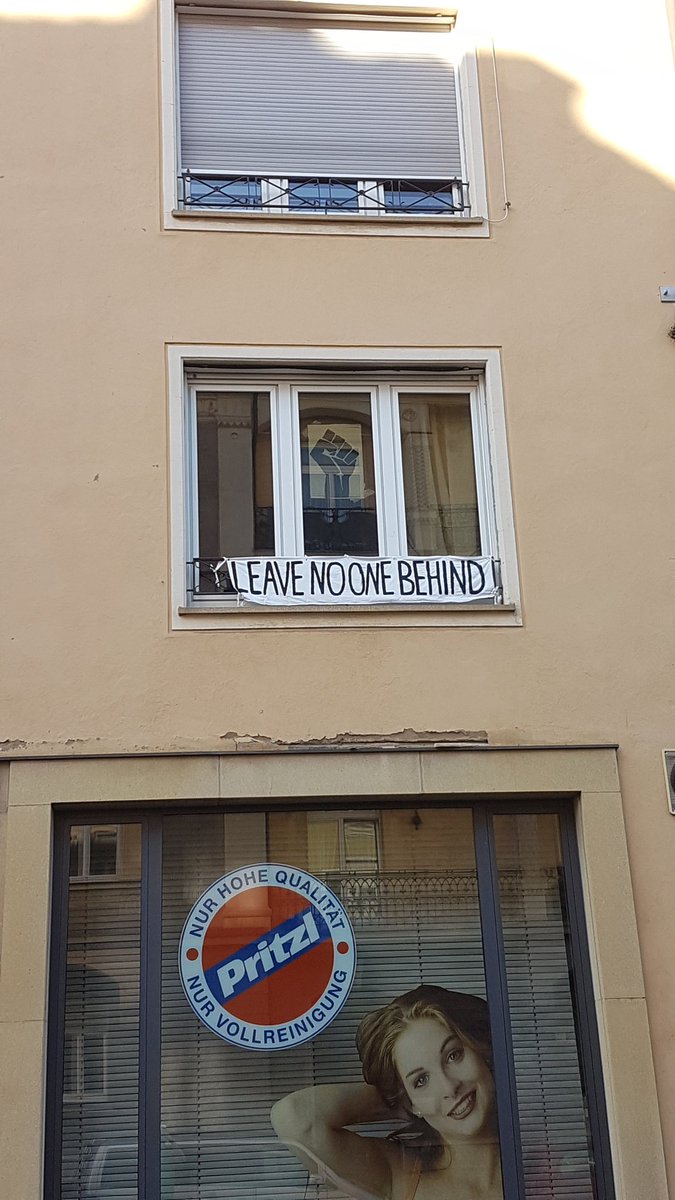 LEAVE NO ONE BEHIND
NUR HOHE QUALITÄT
Pritzl
NUR VOLLREINIGUNG